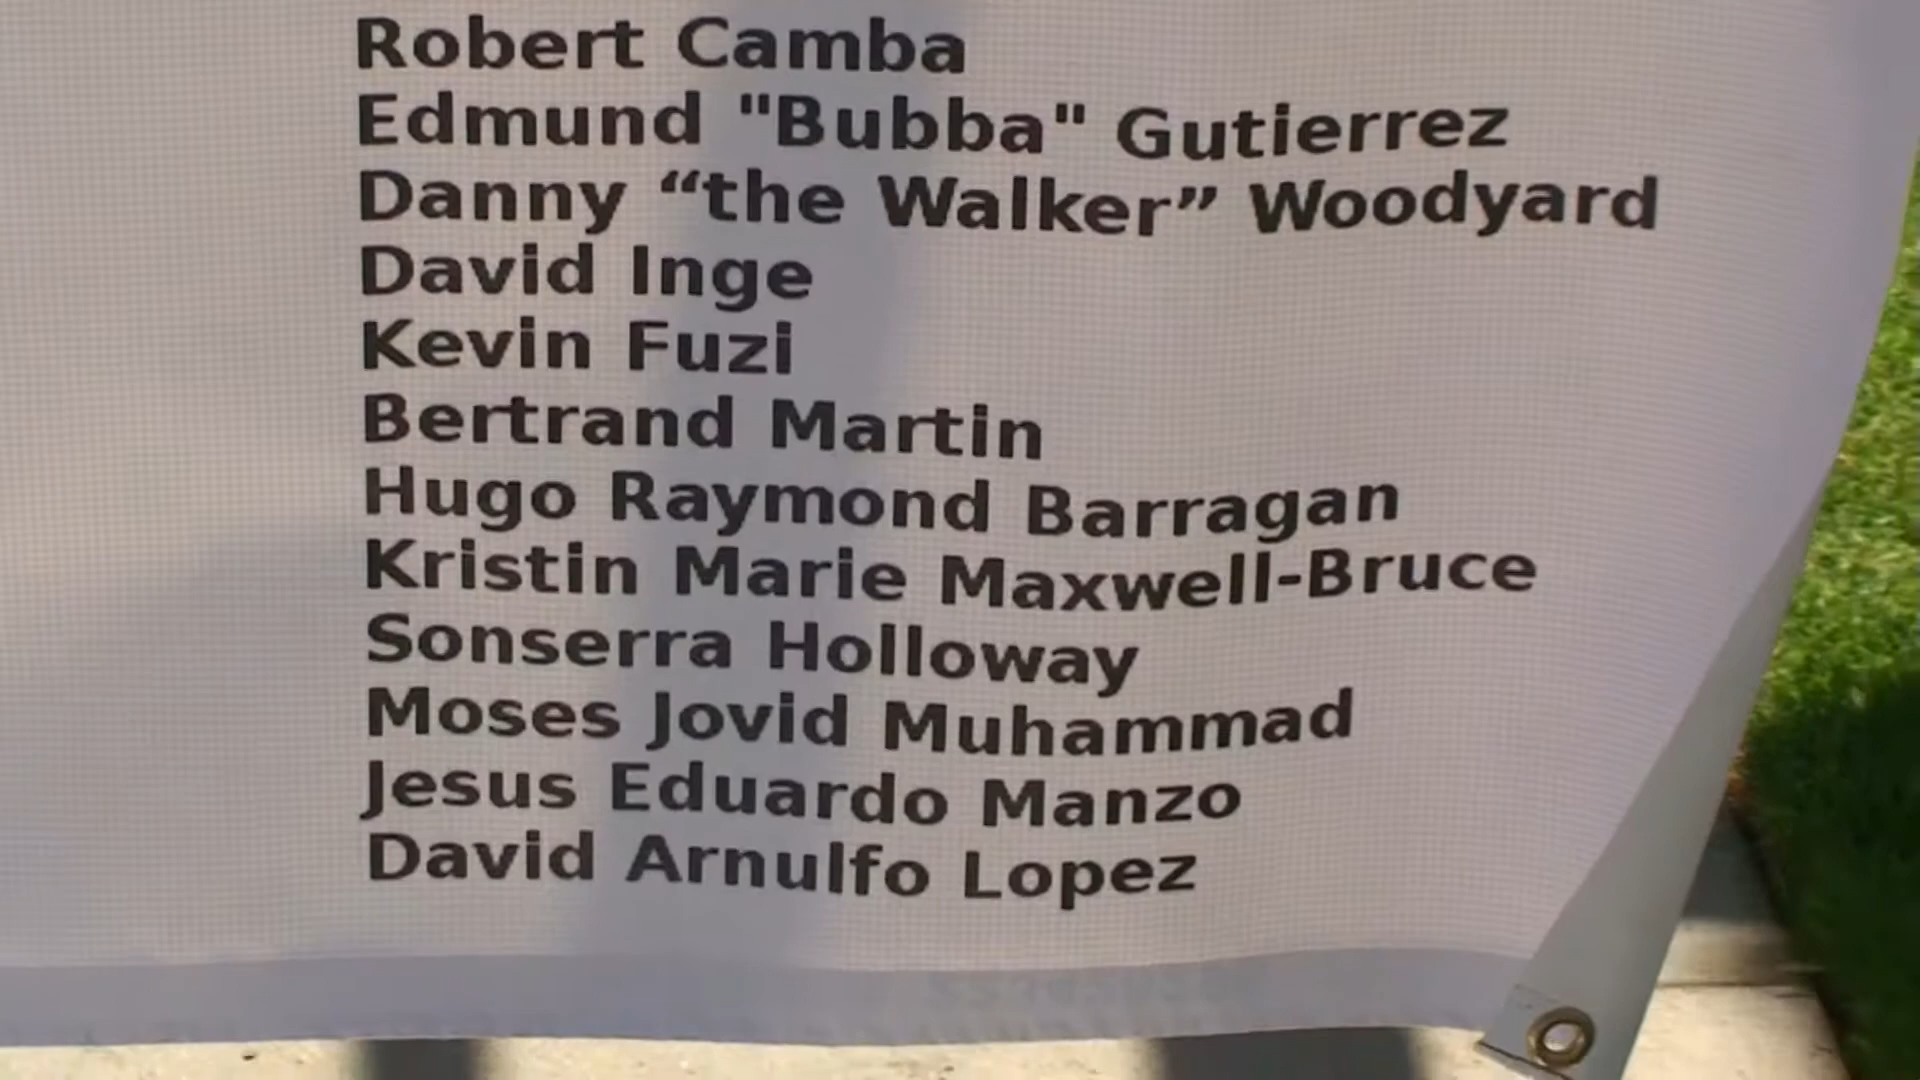 Robert Camba
Edmund "Bubba" Gutierrez
Danny “the Walker” Woodyard
David Inge
Kevin Fuzi
Bertrand Martin
Hugo Raymond Barragan
Kristin Marie Maxwell-Bruce
Sonserra Holloway
Moses Jovid Muhammad
Jesus Eduardo Manzo
David Arnulfo Lopez